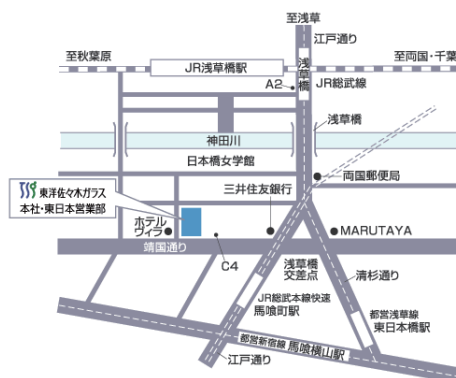 至浅草
江戸通り
至秋葉原
JR浅草橋駅
浅草橋
至両国・千葉
A2
JR総武線
浅草橋
神田川
日本橋女学館
両国郵便局
東洋佐々木ガラス
本社・東日本営業部
三井住友銀行
ホテル
ヴィラ
C4
MARUTAYA
靖国通り
浅草橋
交差点
清杉通り
JR総武本線快速
馬喰町駅
都営浅草線
東日本橋駅
都営新宿線 馬喰横山駅
江戸通り